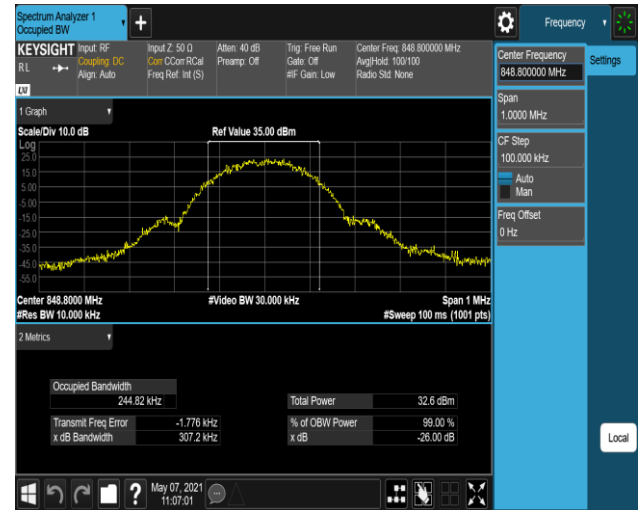 Spectrum Analyzer 1
Occupied BW
+
Frequency
KEYSIGHT
RL
LXI
Input: RF
Coupling: DC
Align: Auto
Input Z: 50 Ω
Corr CCorr RCal
Freq Ref: Int (S)
Atten: 40 dB
Preamp: Off
Trig: Free Run
Gate: Off
#IF Gain: Low
Center Freq: 848.800000 MHz
Avg|Hold: 100/100
Radio Std: None
Center Frequency
848.800000 MHz
Settings
Span
1.0000 MHz
CF Step
100.000 kHz
Auto
Man
Freq Offset
0 Hz
Local
1 Graph
Scale/Div 10.0 dB
Ref Value 35.00 dBm
Log
25.0
15.0
5.00
-5.00
-15.0
-25.0
-35.0
-45.0
-55.0
Center 848.8000 MHz
#Video BW 30.000 kHz
Span 1 MHz
#Res BW 10.000 kHz
#Sweep 100 ms (1001 pts)
2 Metrics
Occupied Bandwidth
244.82 kHz
Total Power 32.6 dBm
Transmit Freq Error -1.776 kHz
% of OBW Power 99.00 %
x dB Bandwidth 307.2 kHz
x dB -26.00 dB
?
May 07, 2021
11:07:01